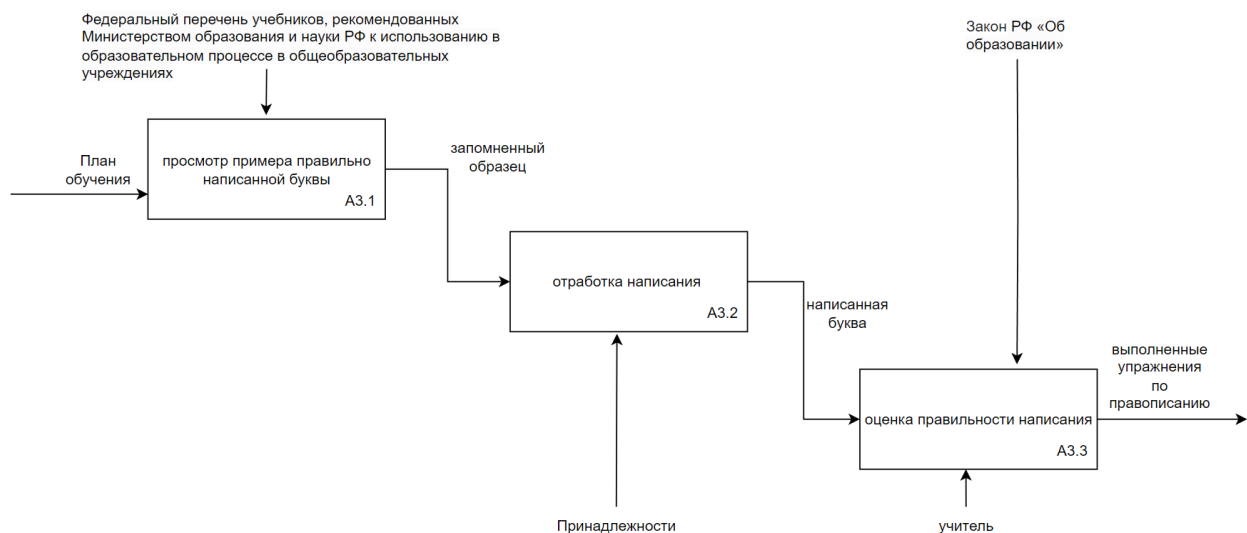 Федеральный перечень учебников, рекомендованных
Министерством образования и науки РФ к использованию в
образовательном процессе в общеобразовательных
учреждениях
Закон РФ «Об
образовании»
План
обучения
просмотр примера правильно
написанной буквы
А3.1
запомненный
образец
отработка написания
А3.2
написанная
буква
оценка правильности написания
А3.3
выполненные
упражнения
по
правописанию
Принадлежности
учитель